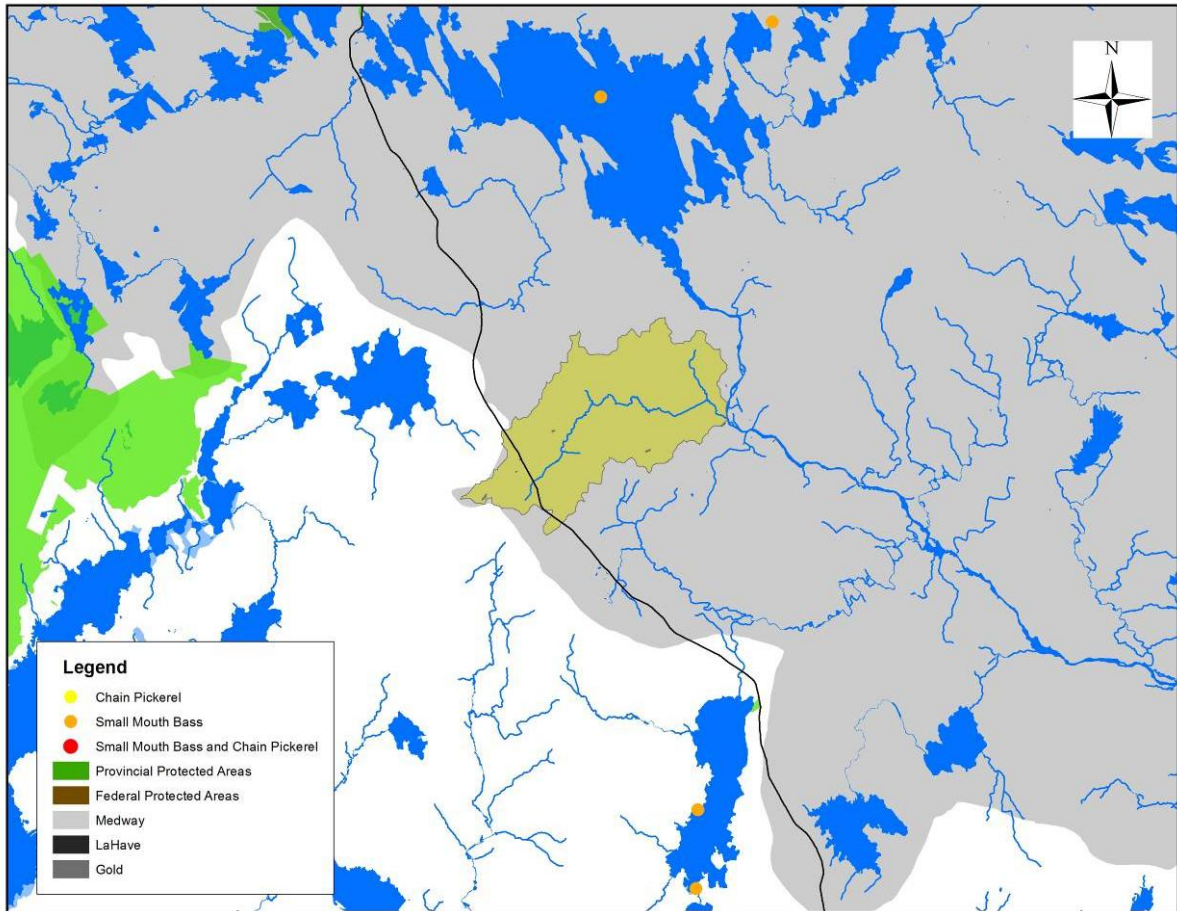 N
Legend
Chain Pickerel
Small Mouth Bass
Small Mouth Bass and Chain Pickerel
Provincial Protected Areas
Federal Protected Areas
Medway
LaHave
Gold